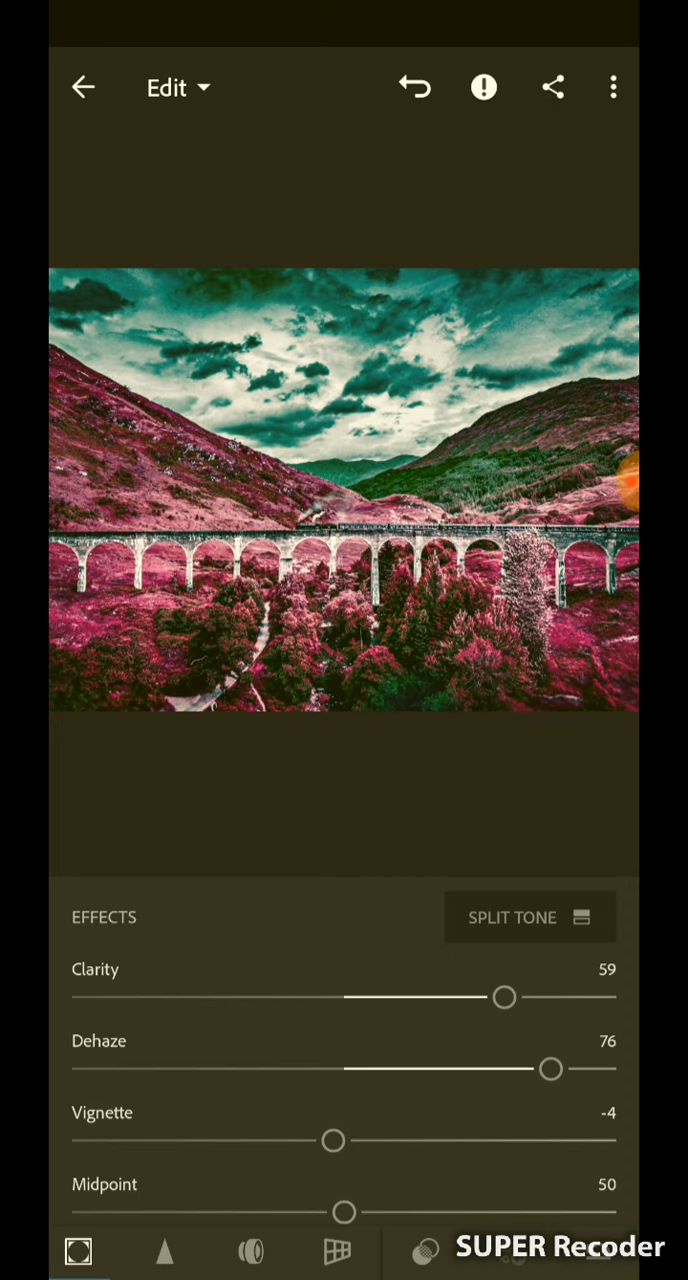 Edit
EFFECTS
SPLIT TONE
Clarity 59
Dehaze 76
Vignette -4
Midpoint 50
SUPER Recoder